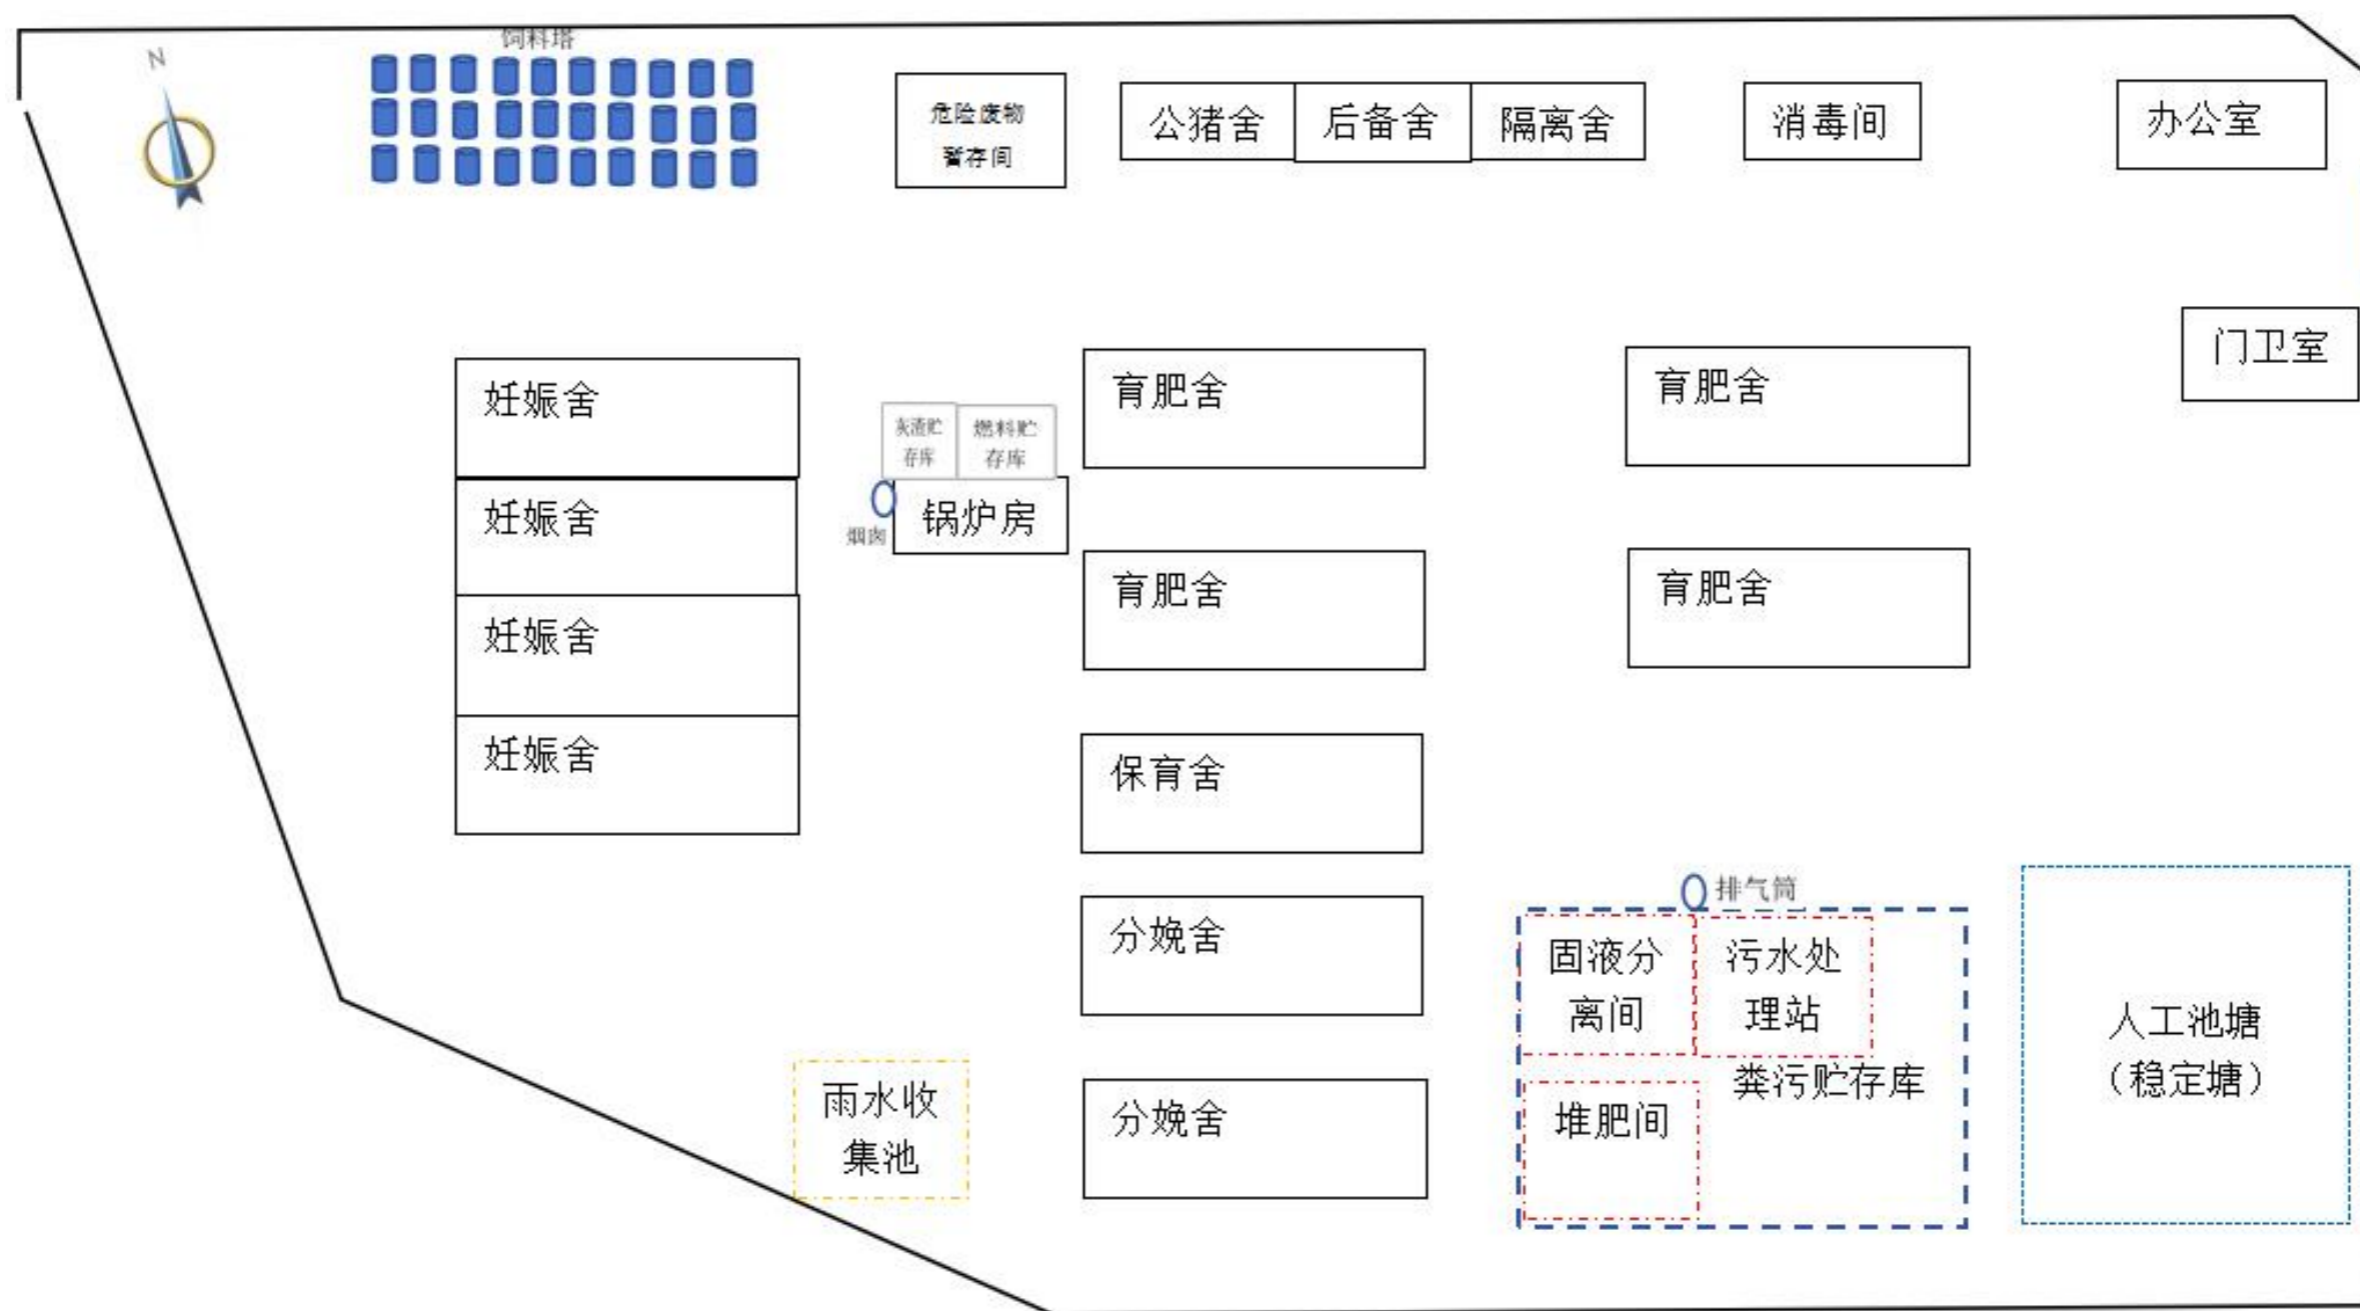 饲料塔
N
危险废物
暂存间
公猪舍
后备舍
隔离舍
消毒间
办公室
门卫室
妊娠舍
妊娠舍
妊娠舍
妊娠舍
灰渣贮
存库
燃料贮
存库
锅炉房
烟囱
育肥舍
育肥舍
育肥舍
育肥舍
保育舍
分娩舍
分娩舍
雨水收
集池
排气筒
固液分
离间
污水处
理站
堆肥间
粪污贮存库
人工池塘
（稳定塘）